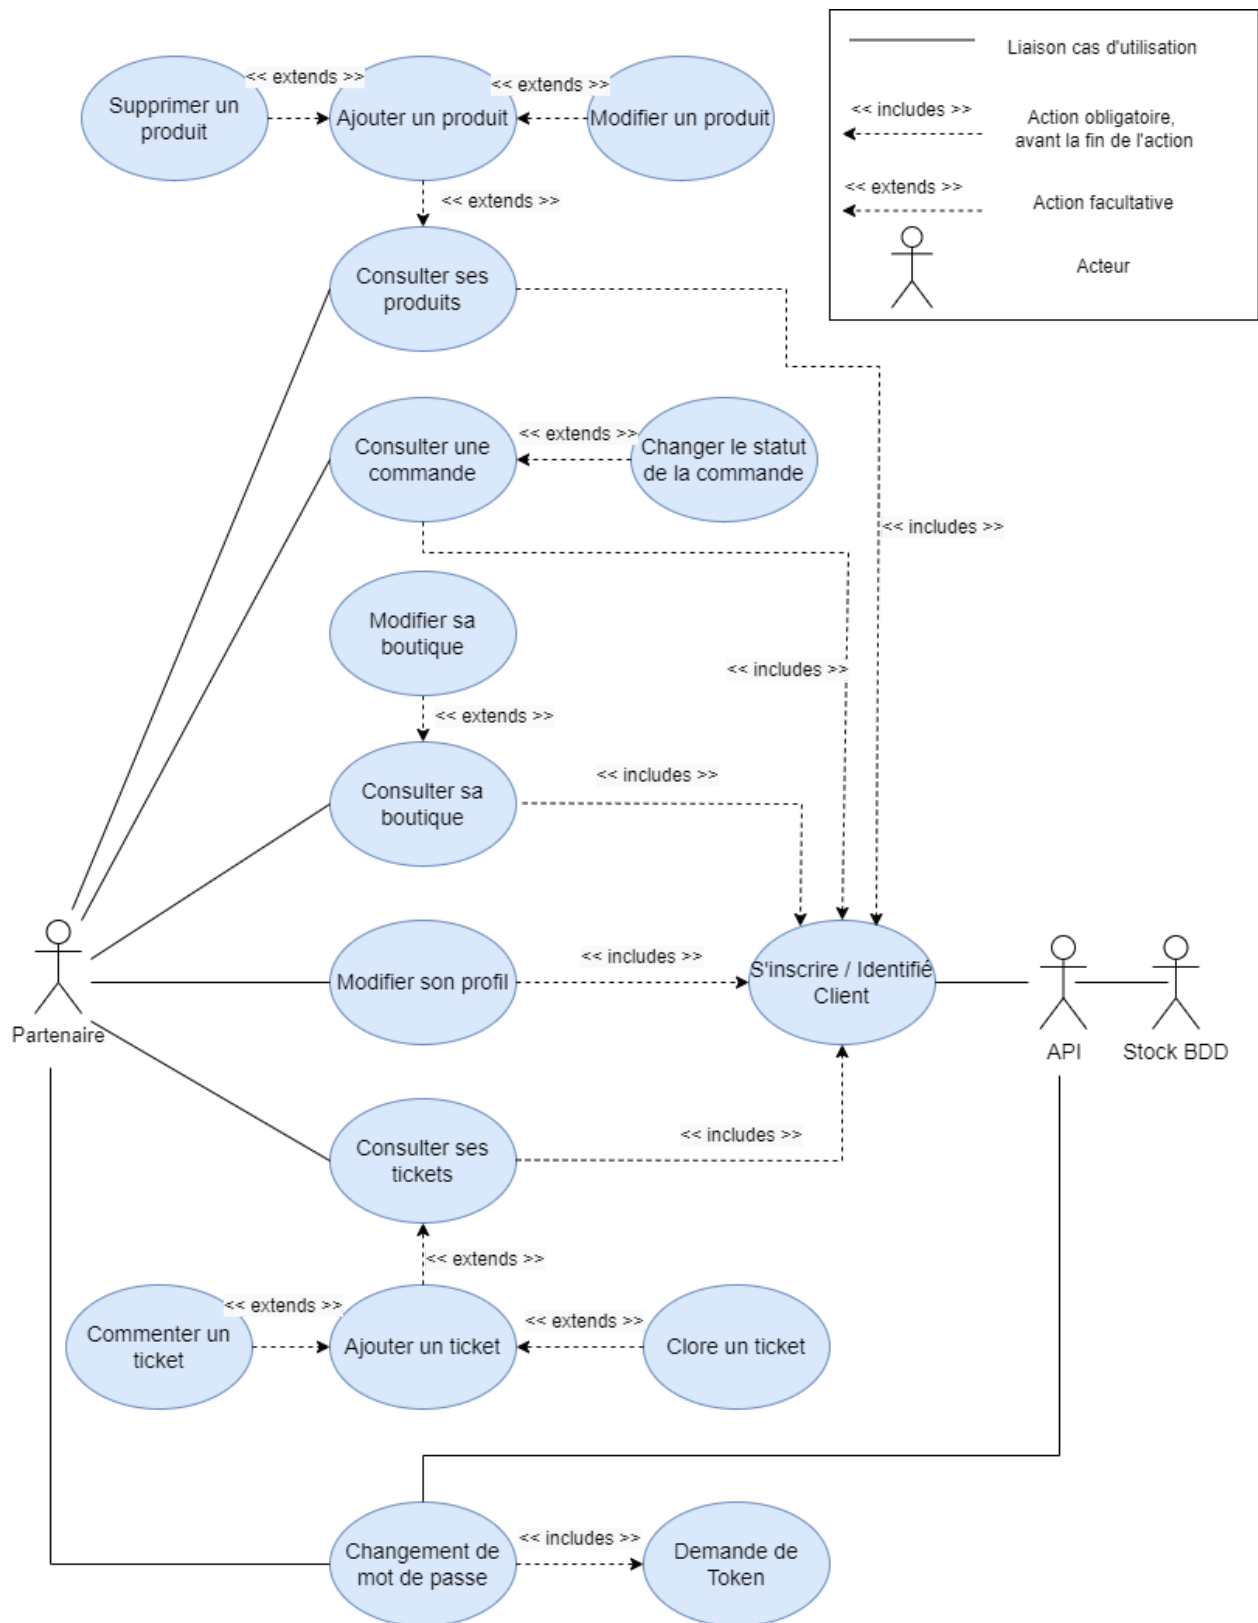 Liaison cas d'utilisation
<< includes >>
Action obligatoire,
avant la fin de l'action
<< extends >>
Action facultative
Acteur
<< extends >>
<< extends >>
Supprimer un
produit
Ajouter un produit
Modifier un produit
<< extends >>
Consulter ses
produits
Consulter une
commande
<< extends >>
Changer le statut
de la commande
<< includes >>
Modifier sa
boutique
<< includes >>
<< extends >>
Consulter sa
boutique
<< includes >>
Partenaire
Modifier son profil
<< includes >>
S'inscrire / Identifié
Client
API
Stock BDD
Consulter ses
tickets
<< includes >>
<< extends >>
Commenter un
ticket
<< extends >>
Ajouter un ticket
<< extends >>
Clore un ticket
Changement de
mot de passe
<< includes >>
Demande de
Token